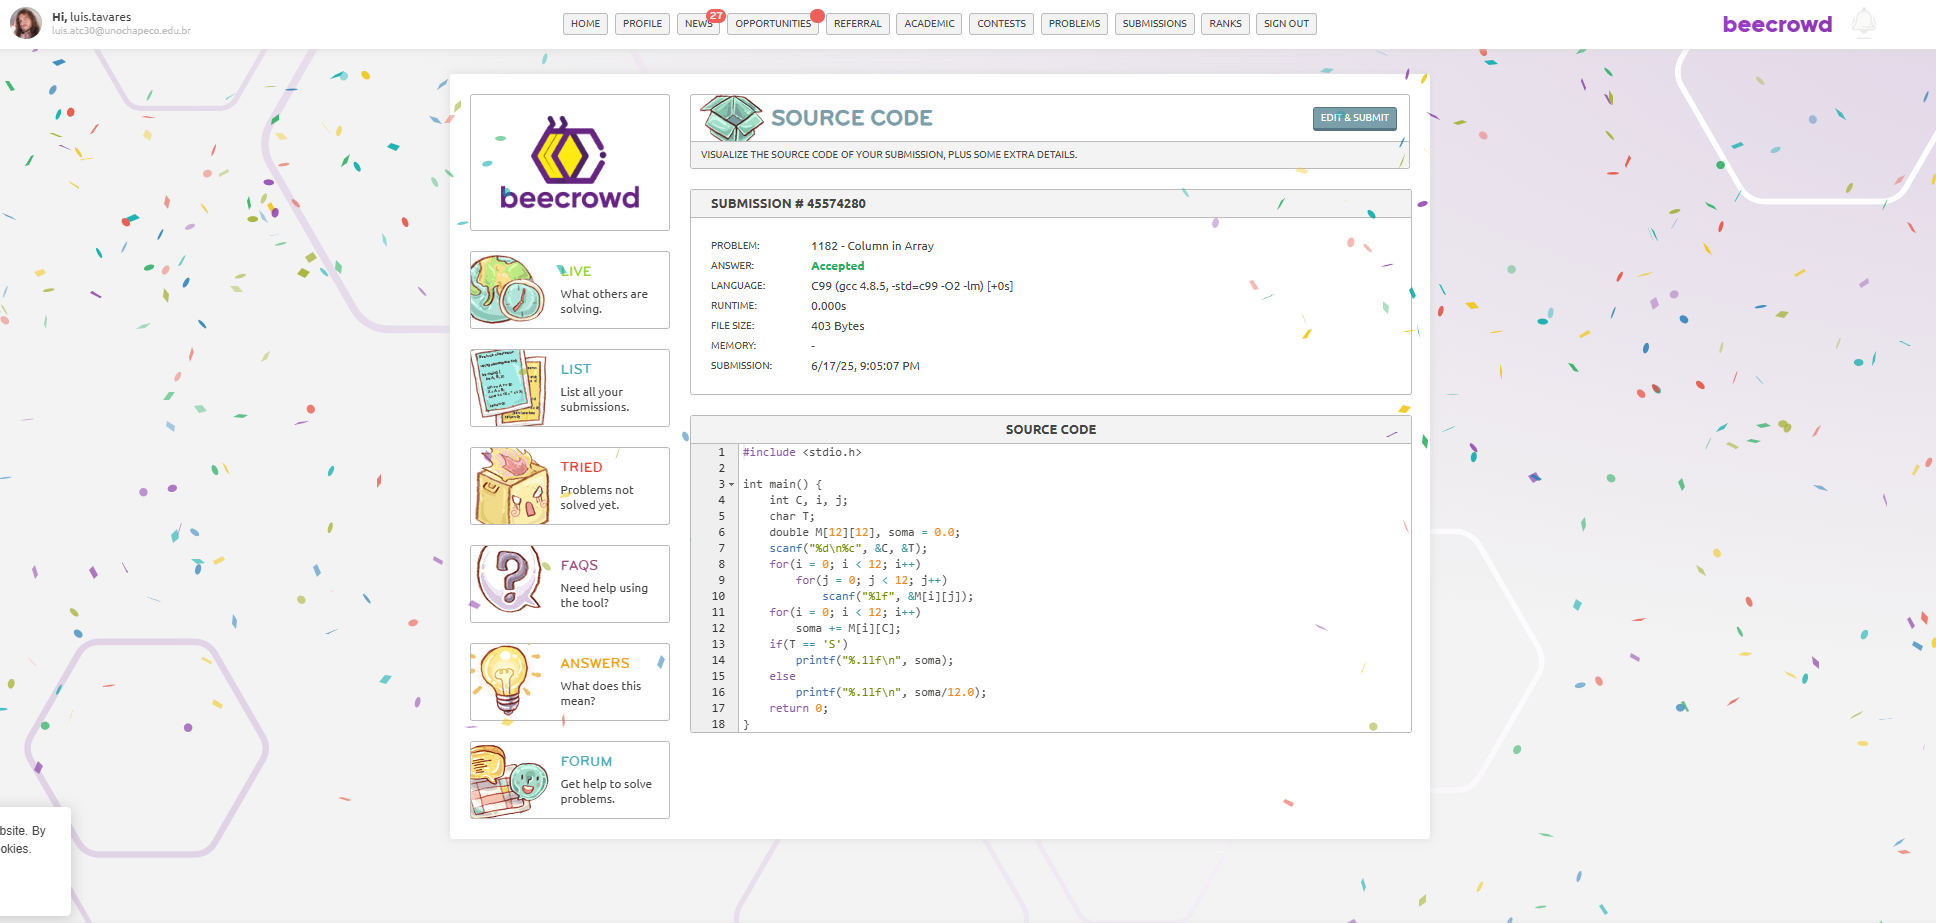 Hi, luis.tavares
luis.atc30@unochapeco.edu.br
HOME
PROFILE
NEWS
27
OPPORTUNITIES
REFERRAL
ACADEMIC
CONTESTS
PROBLEMS
SUBMISSIONS
RANKS
SIGN OUT
beecrowd
beecrowd
LIVE
What others are
solving.
LIST
List all your
submissions.
TRIED
Problems not
solved yet.
FAQS
Need help using
the tool?
ANSWERS
What does this
mean?
FORUM
Get help to solve
problems.
SOURCE CODE
EDIT & SUBMIT
VISUALIZE THE SOURCE CODE OF YOUR SUBMISSION, PLUS SOME EXTRA DETAILS.
SUBMISSION # 45574280
PROBLEM: 1182 - Column in Array
ANSWER: Accepted
LANGUAGE: C99 (gcc 4.8.5, -std=c99 -O2 -lm) [+0s]
RUNTIME: 0.000s
FILE SIZE: 403 Bytes
MEMORY: -
SUBMISSION: 6/17/25, 9:05:07 PM
SOURCE CODE
1 #include <stdio.h>
2
3 int main() {
4     int C, i, j;
5     char T;
6     double M[12][12], soma = 0.0;
7     scanf("%d\n%c", &C, &T);
8     for(i = 0; i < 12; i++)
9         for(j = 0; j < 12; j++)
10             scanf("%lf", &M[i][j]);
11     for(i = 0; i < 12; i++)
12         soma += M[i][C];
13     if(T == 'S')
14         printf("%.1lf\n", soma);
15     else
16         printf("%.1lf\n", soma/12.0);
17     return 0;
18 }
bsite. By
okies.